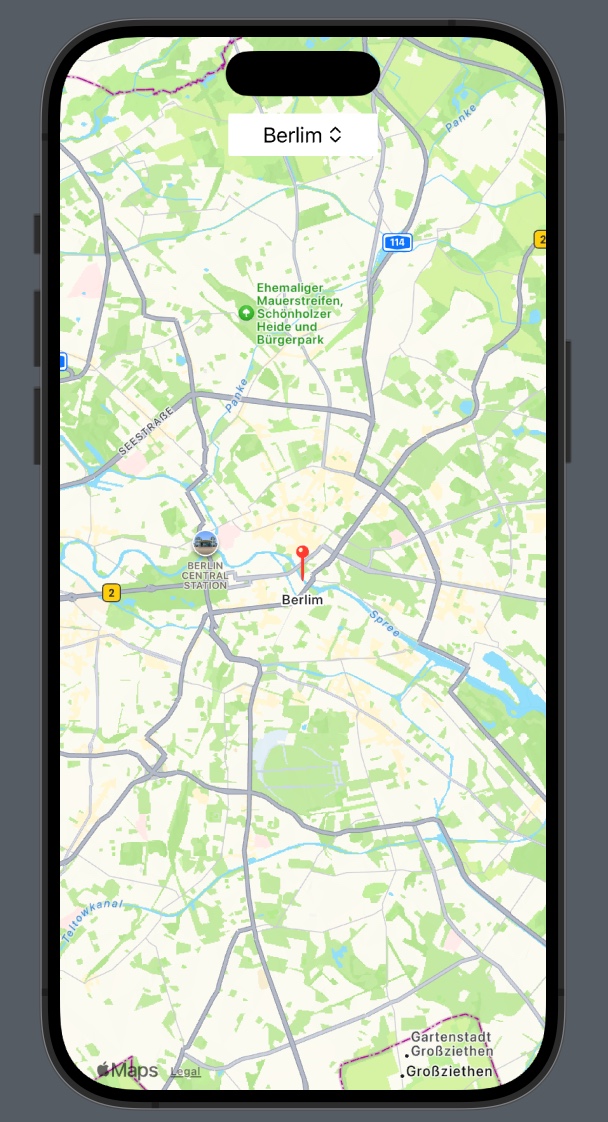 Berlim
Panke
114
2
Ehemaliger
Mauerstreifen,
Schönholzer
Heide und
Bürgerpark
Panke
SEESTRAßE
BERLIN
CENTRAL
STATION
2
Berlim
Spree
Teltowkanal
Gartenstadt
Großziethen
Maps
Legal
Großziethen